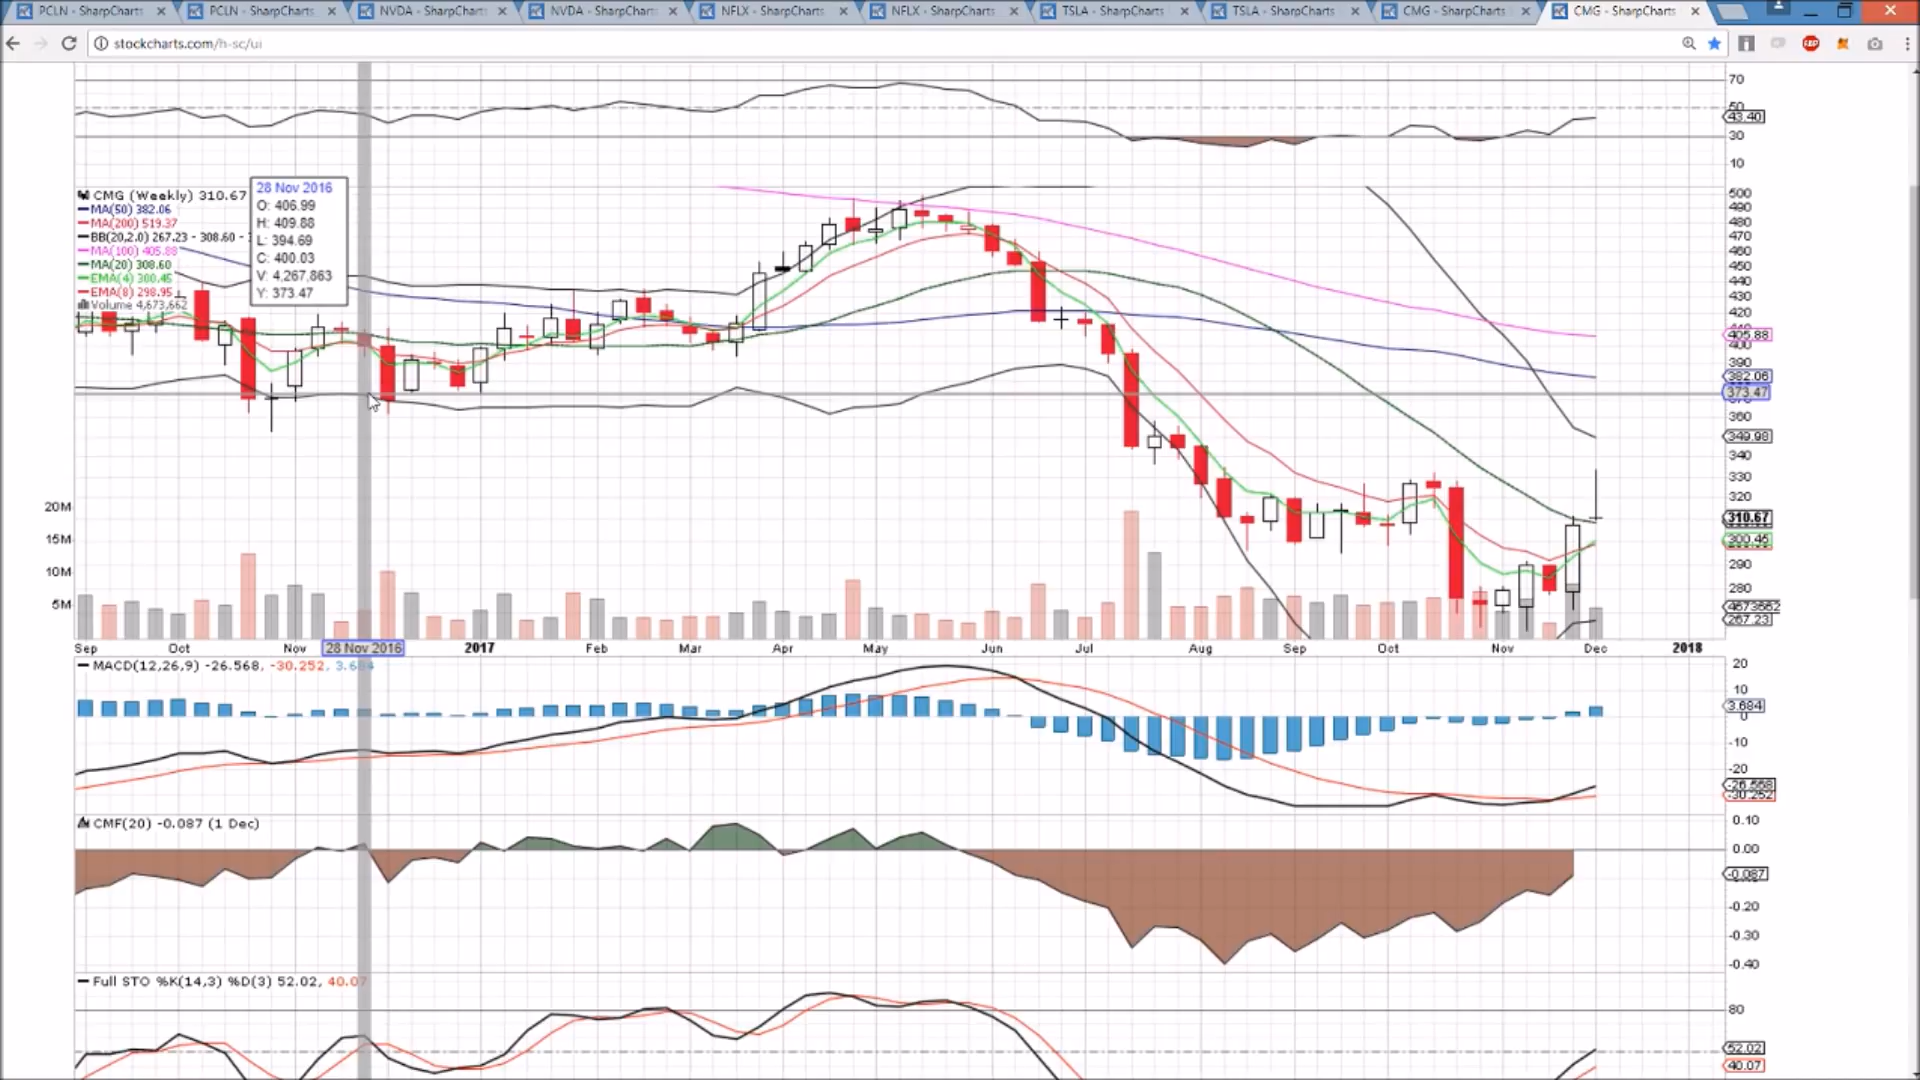 PCLN - SharpCharts
PCLN - SharpCharts
NVDA - SharpCharts
NVDA - SharpCharts
NFLX - SharpCharts
NFLX - SharpCharts
TSLA - SharpCharts
TSLA - SharpCharts
CMG - SharpCharts
CMG - SharpCharts
stockcharts.com/h-sc/ui
ABP
70
50
43.40
30
10
CMG (Weekly) 310.67
MA(50) 382.06
MA(200) 519.37
BB(20,2.0) 267.23 - 308.60 -
MA(100) 405.88
MA(20) 308.60
EMA(4) 300.45
EMA(8) 298.95
Volume 4,673,662
28 Nov 2016
O: 406.99
H: 409.88
L: 394.69
C: 400.03
V: 4,267,863
Y: 373.47
500
490
480
470
460
450
440
430
420
405.88
400
390
382.06
373.47
360
349.98
340
330
320
310.67
300.45
290
280
4673662
267.23
20M
15M
10M
5M
Sep
Oct
Nov
28 Nov 2016
2017
Feb
Mar
Apr
May
Jun
Jul
Aug
Sep
Oct
Nov
Dec
2018
MACD(12,26,9) -26.568, -30.252, 3.684
20
10
3.684
0
-10
-20
-26.568
-30.252
CMF(20) -0.087 (1 Dec)
0.10
0.00
-0.087
-0.20
-0.30
-0.40
Full STO %K(14,3) %D(3) 52.02, 40.07
80
52.02
40.07